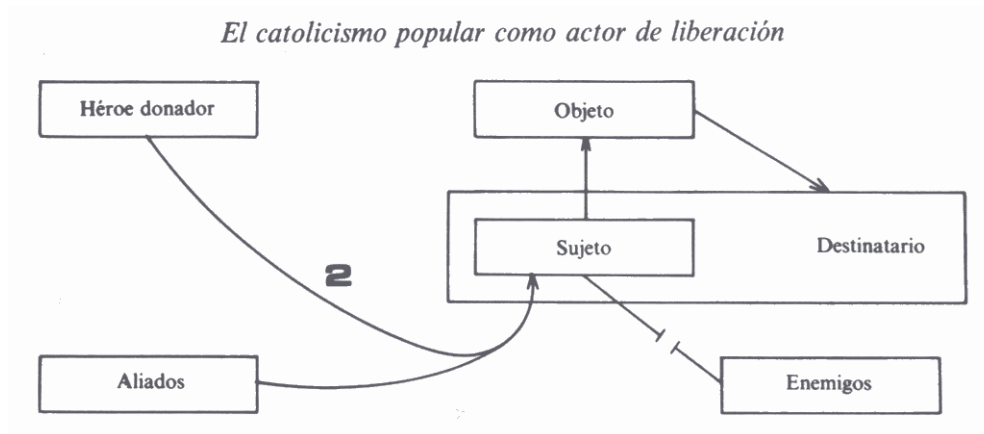 El catolicismo popular como actor de liberación
Héroe donador
Objeto
Sujeto
Destinatario
2
Aliados
Enemigos